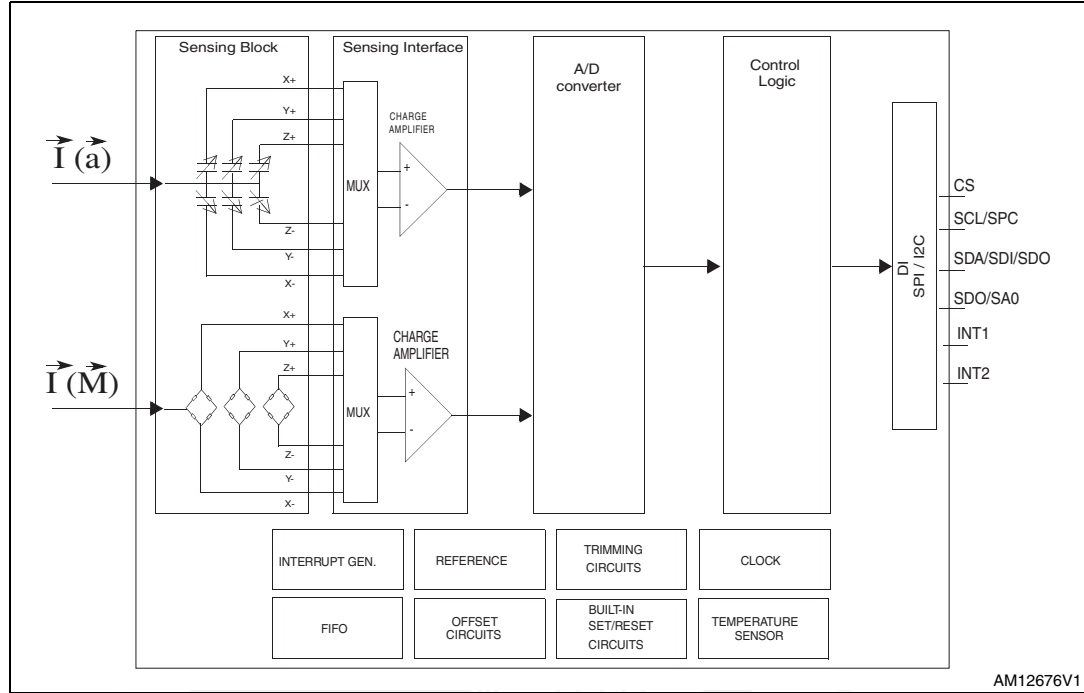 Sensing Block
Sensing Interface
A/D
converter
Control
Logic
X+
Y+
Z+
CHARGE
AMPLIFIER
I (a)
+
MUX
-
Z-
Y-
X-
CS
SCL/SPC
SDA/SDI/SDO
SDO/SA0
INT1
INT2
DI
SPI / I2C
X+
Y+
Z+
CHARGE
AMPLIFIER
I (M)
+
MUX
-
Z-
Y-
X-
INTERRUPT GEN.
REFERENCE
TRIMMING
CIRCUITS
CLOCK
FIFO
OFFSET
CIRCUITS
BUILT-IN
SET/RESET
CIRCUITS
TEMPERATURE
SENSOR
AM12676V1